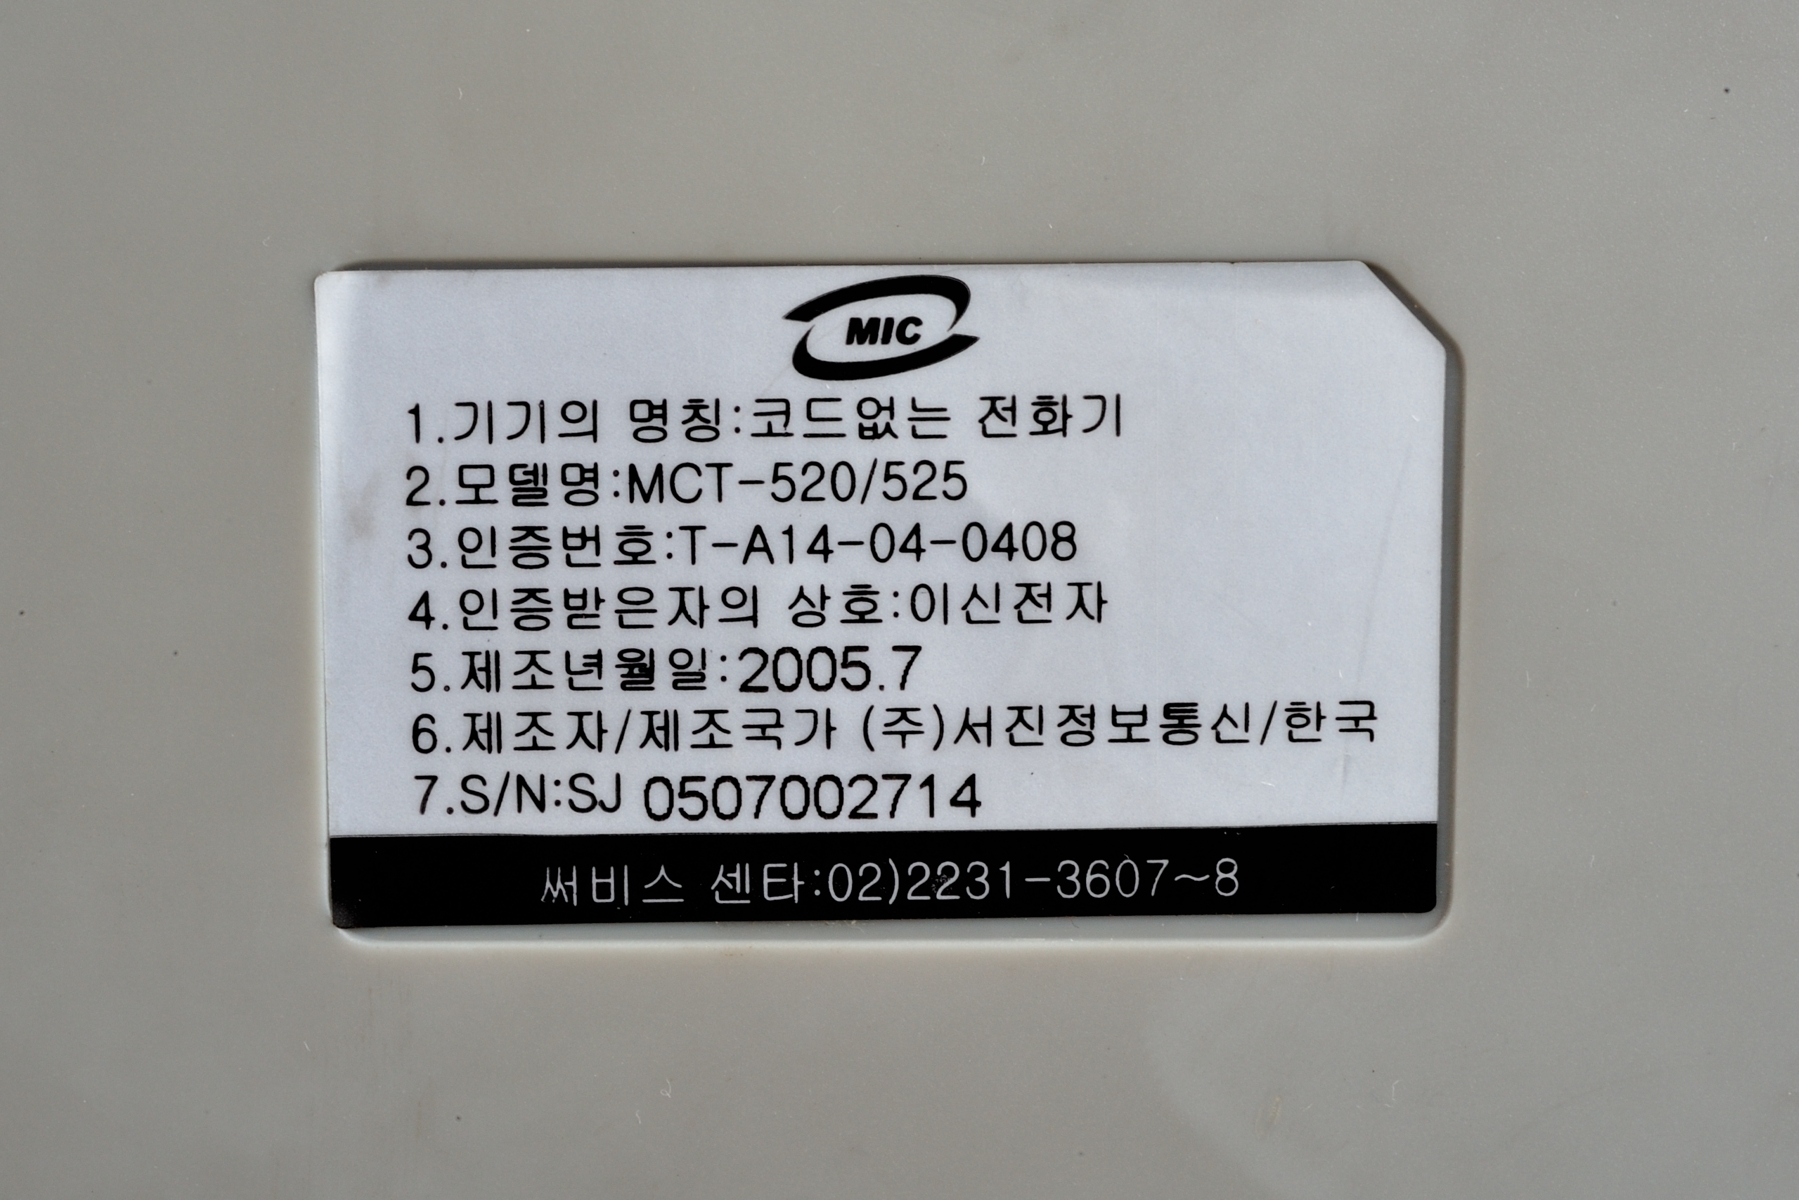 MIC
1.기기의 명칭:코드없는 전화기
2.모델명:MCT-520/525
3.인증번호:T-A14-04-0408
4.인증받은자의 상호:이신전자
5.제조년월일:2005.7
6.제조자/제조국가 (주)서진정보통신/한국
7.S/N:SJ 0507002714
써비스 센타:02)2231-3607~8